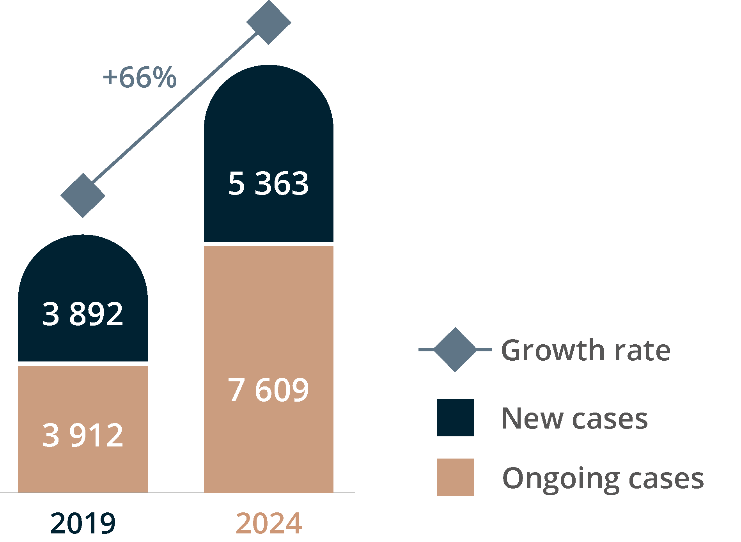 +66%
5 363
3 892
7 609
3 912
2019
2024
Growth rate
New cases
Ongoing cases